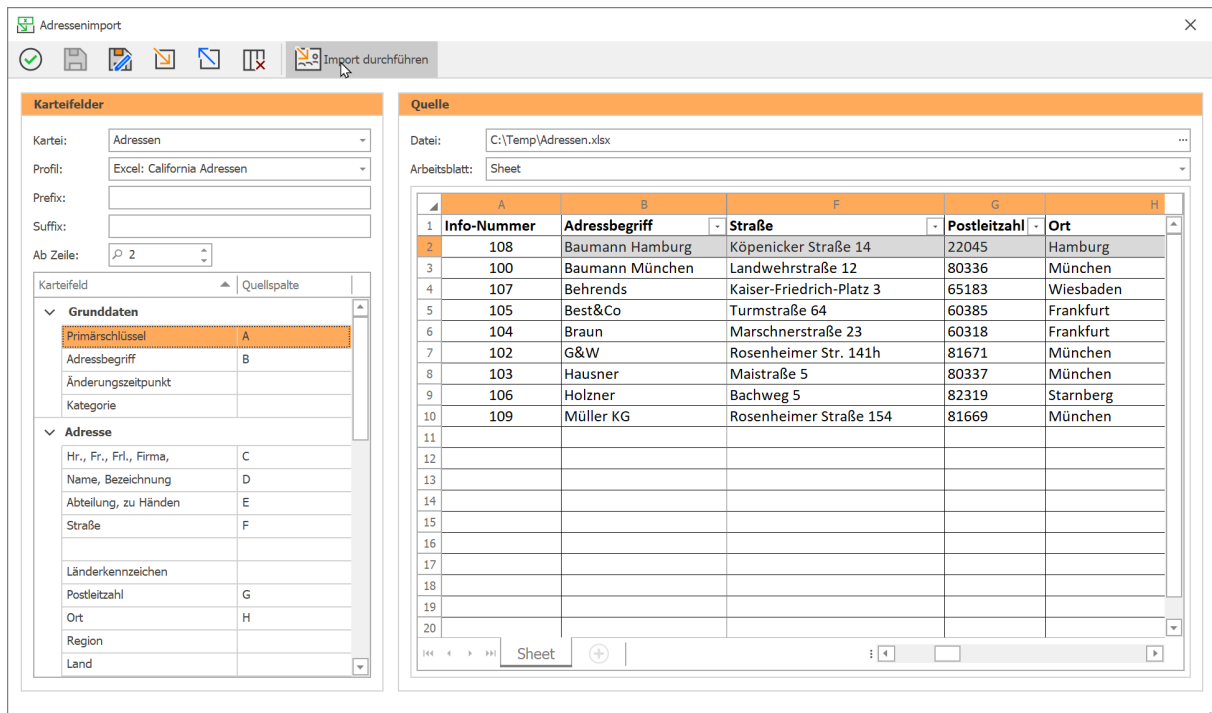 Adressenimport
Import durchführen
Karteifelder
Kartei: Adressen
Profil: Excel: California Adressen
Prefix:
Suffix:
Ab Zeile: 2
Karteifeld Quellspalte
Grunddaten
Primärschlüssel A
Adressbegriff B
Änderungszeitpunkt
Kategorie
Adresse
Hr., Fr., Frl., Firma, C
Name, Bezeichnung D
Abteilung, zu Händen E
Straße F
Länderkennzeichen
Postleitzahl G
Ort H
Region
Land
Quelle
Datei: C:\Temp\Adressen.xlsx ...
Arbeitsblatt: Sheet
A B F G H
1 Info-Nummer Adressbegriff Straße Postleitzahl Ort
2 108 Baumann Hamburg Köpenicker Straße 14 22045 Hamburg
3 100 Baumann München Landwehrstraße 12 80336 München
4 107 Behrends Kaiser-Friedrich-Platz 3 65183 Wiesbaden
5 105 Best&Co Turmstraße 64 60385 Frankfurt
6 104 Braun Marschnerstraße 23 60318 Frankfurt
7 102 G&W Rosenheimer Str. 141h 81671 München
8 103 Hausner Maistraße 5 80337 München
9 106 Holzner Bachweg 5 82319 Starnberg
10 109 Müller KG Rosenheimer Straße 154 81669 München
11
12
13
14
15
16
17
18
19
20
Sheet